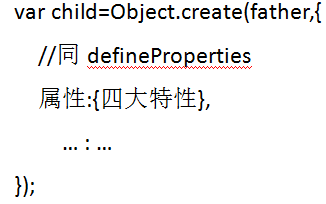 var child=Object.create(father,{
//同 defineProperties
属性:{四大特性},
... : ...
});